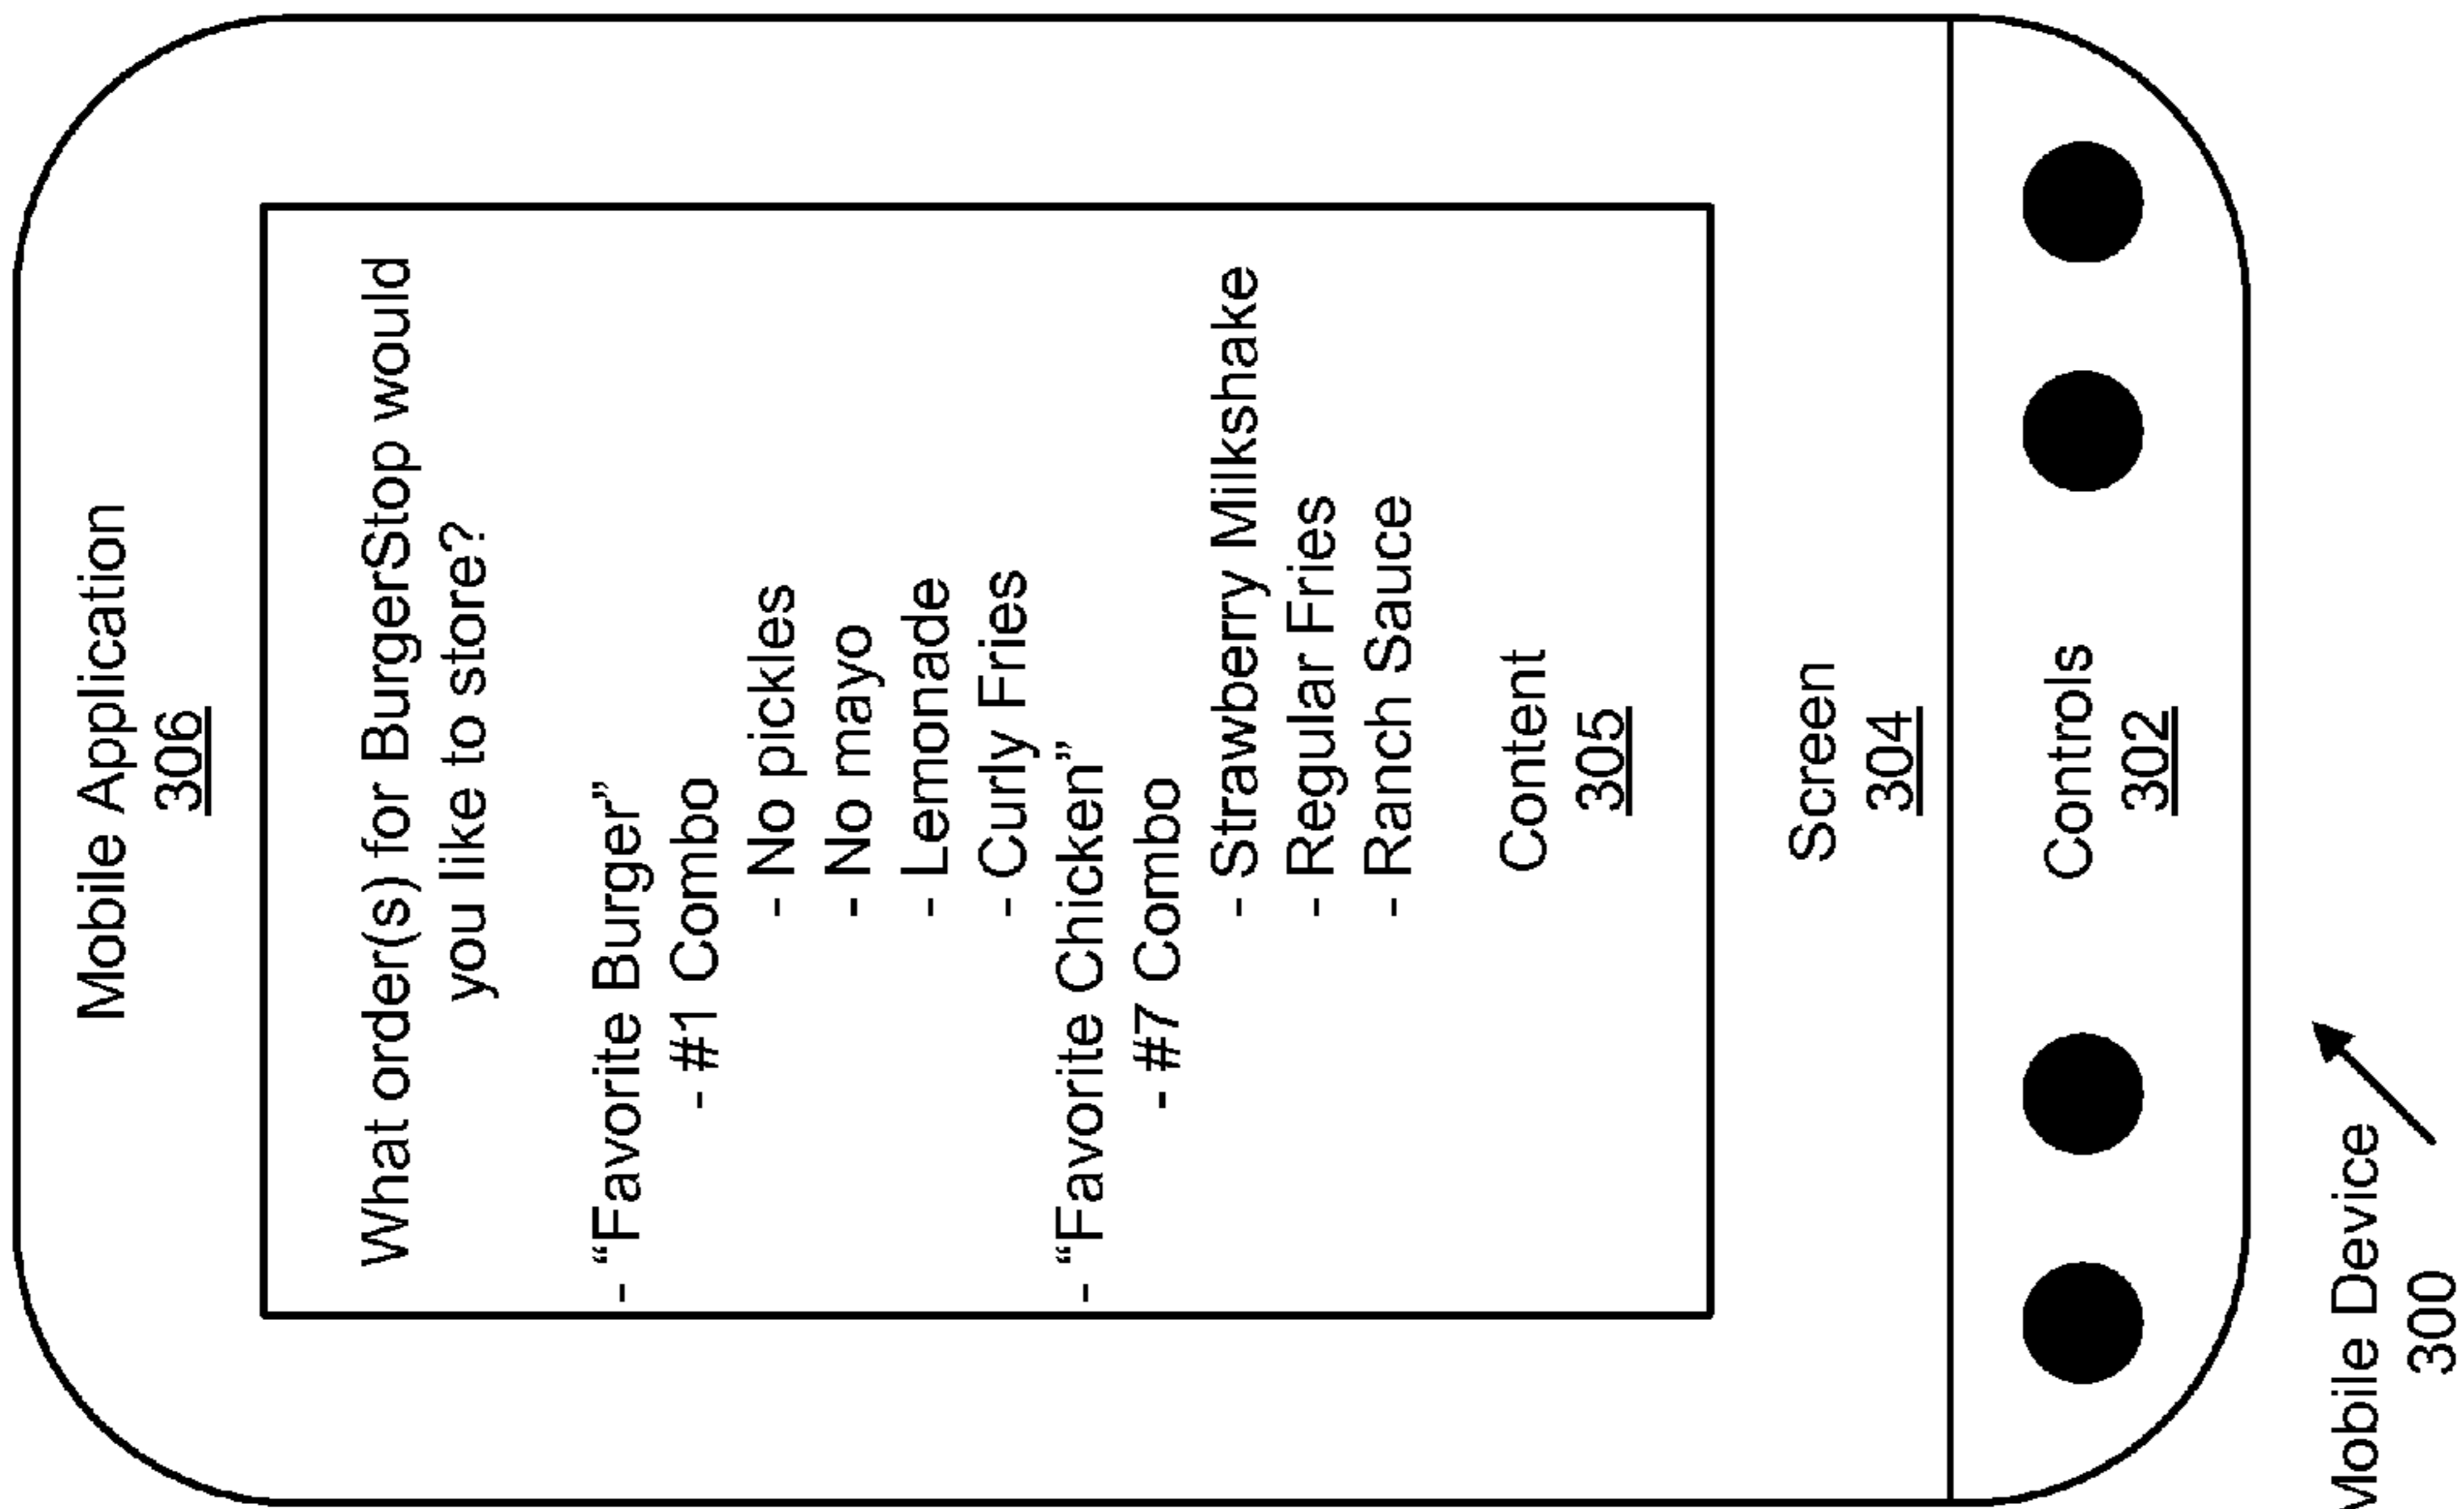 Mobile Application
306
What order(s) for BurgerStop would
you like to store?
- “Favorite Burger”
- #1 Combo
- No pickles
- No mayo
- Lemonade
- Curly Fries
- “Favorite Chicken”
- #7 Combo
- Strawberry Milkshake
- Regular Fries
- Ranch Sauce
Content
305
Screen
304
Controls
302
Mobile Device
300